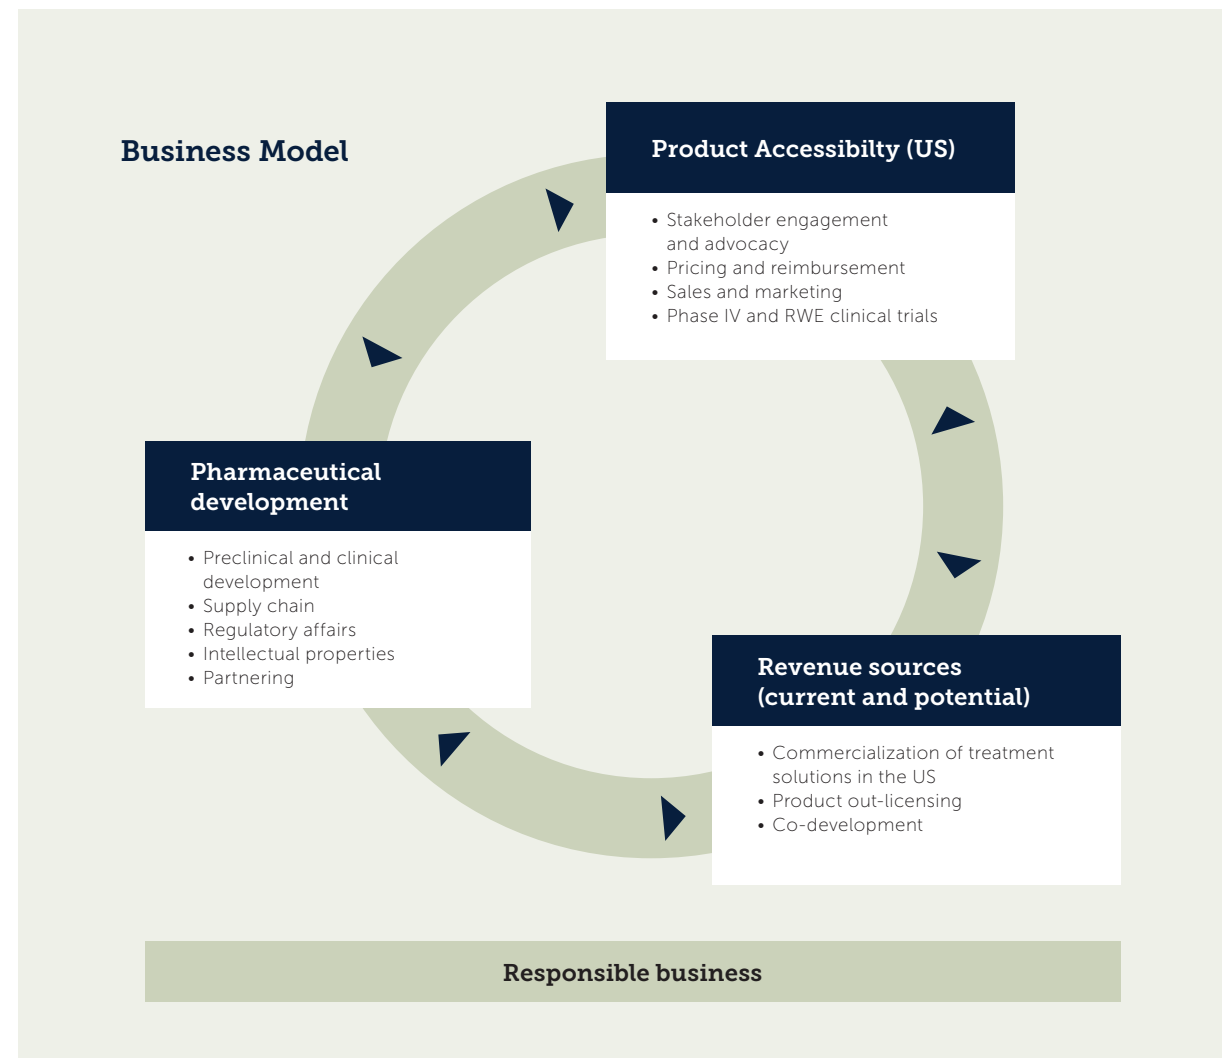 Business Model
Product Accessibilty (US)
• Stakeholder engagement
and advocacy
• Pricing and reimbursement
• Sales and marketing
• Phase IV and RWE clinical trials
Pharmaceutical
development
• Preclinical and clinical
development
• Supply chain
• Regulatory affairs
• Intellectual properties
• Partnering
Revenue sources
(current and potential)
• Commercialization of treatment
solutions in the US
• Product out-licensing
• Co-development
Responsible business